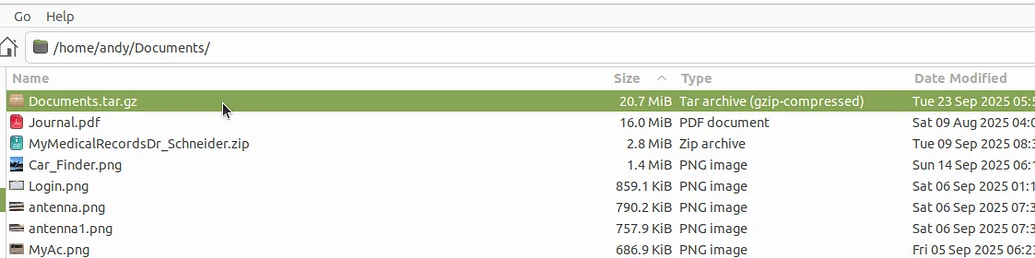 Go Help
/home/andy/Documents/
Name Size Type Date Modified
Documents.tar.gz 20.7 MiB Tar archive (gzip-compressed) Tue 23 Sep 2025
Journal.pdf 16.0 MiB PDF document Sat 09 Aug 2025
MyMedicalRecordsDr_Schneider.zip 2.8 MiB Zip archive Tue 09 Sep 2025
Car_Finder.png 1.4 MiB PNG image Sun 14 Sep 2025
Login.png 859.1 KiB PNG image Sat 06 Sep 2025
antenna.png 790.2 KiB PNG image Sat 06 Sep 2025
antenna1.png 757.9 KiB PNG image Sat 06 Sep 2025
MyAc.png 686.9 KiB PNG image Fri 05 Sep 2025